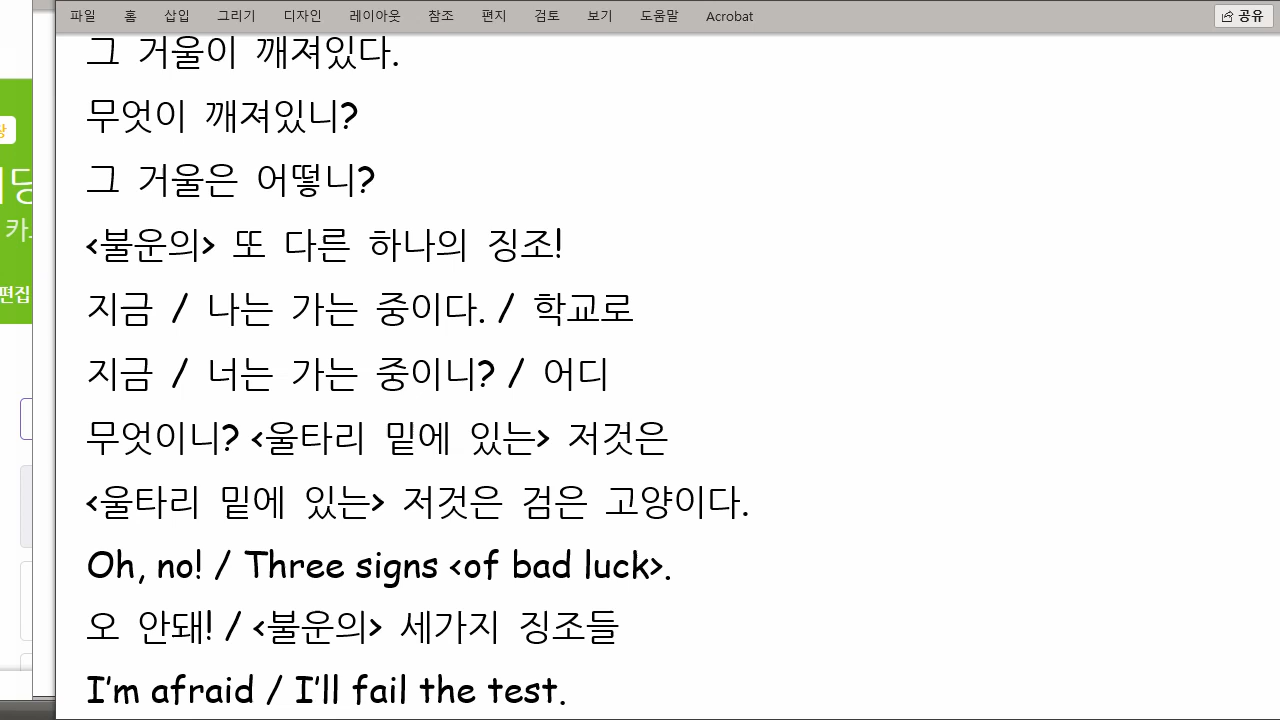 파일 홈 삽입 그리기 디자인 레이아웃 참조 편지 검토 보기 도움말 Acrobat 공유
그 거울이 깨져있다.
무엇이 깨져있니?
그 거울은 어떻니?
<불운의> 또 다른 하나의 징조!
지금 / 나는 가는 중이다. / 학교로
지금 / 너는 가는 중이니? / 어디
무엇이니? <울타리 밑에 있는> 저것은
<울타리 밑에 있는> 저것은 검은 고양이다.
Oh, no! / Three signs <of bad luck>.
오 안돼! / <불운의> 세가지 징조들
I'm afraid / I'll fail the test.
카
편집